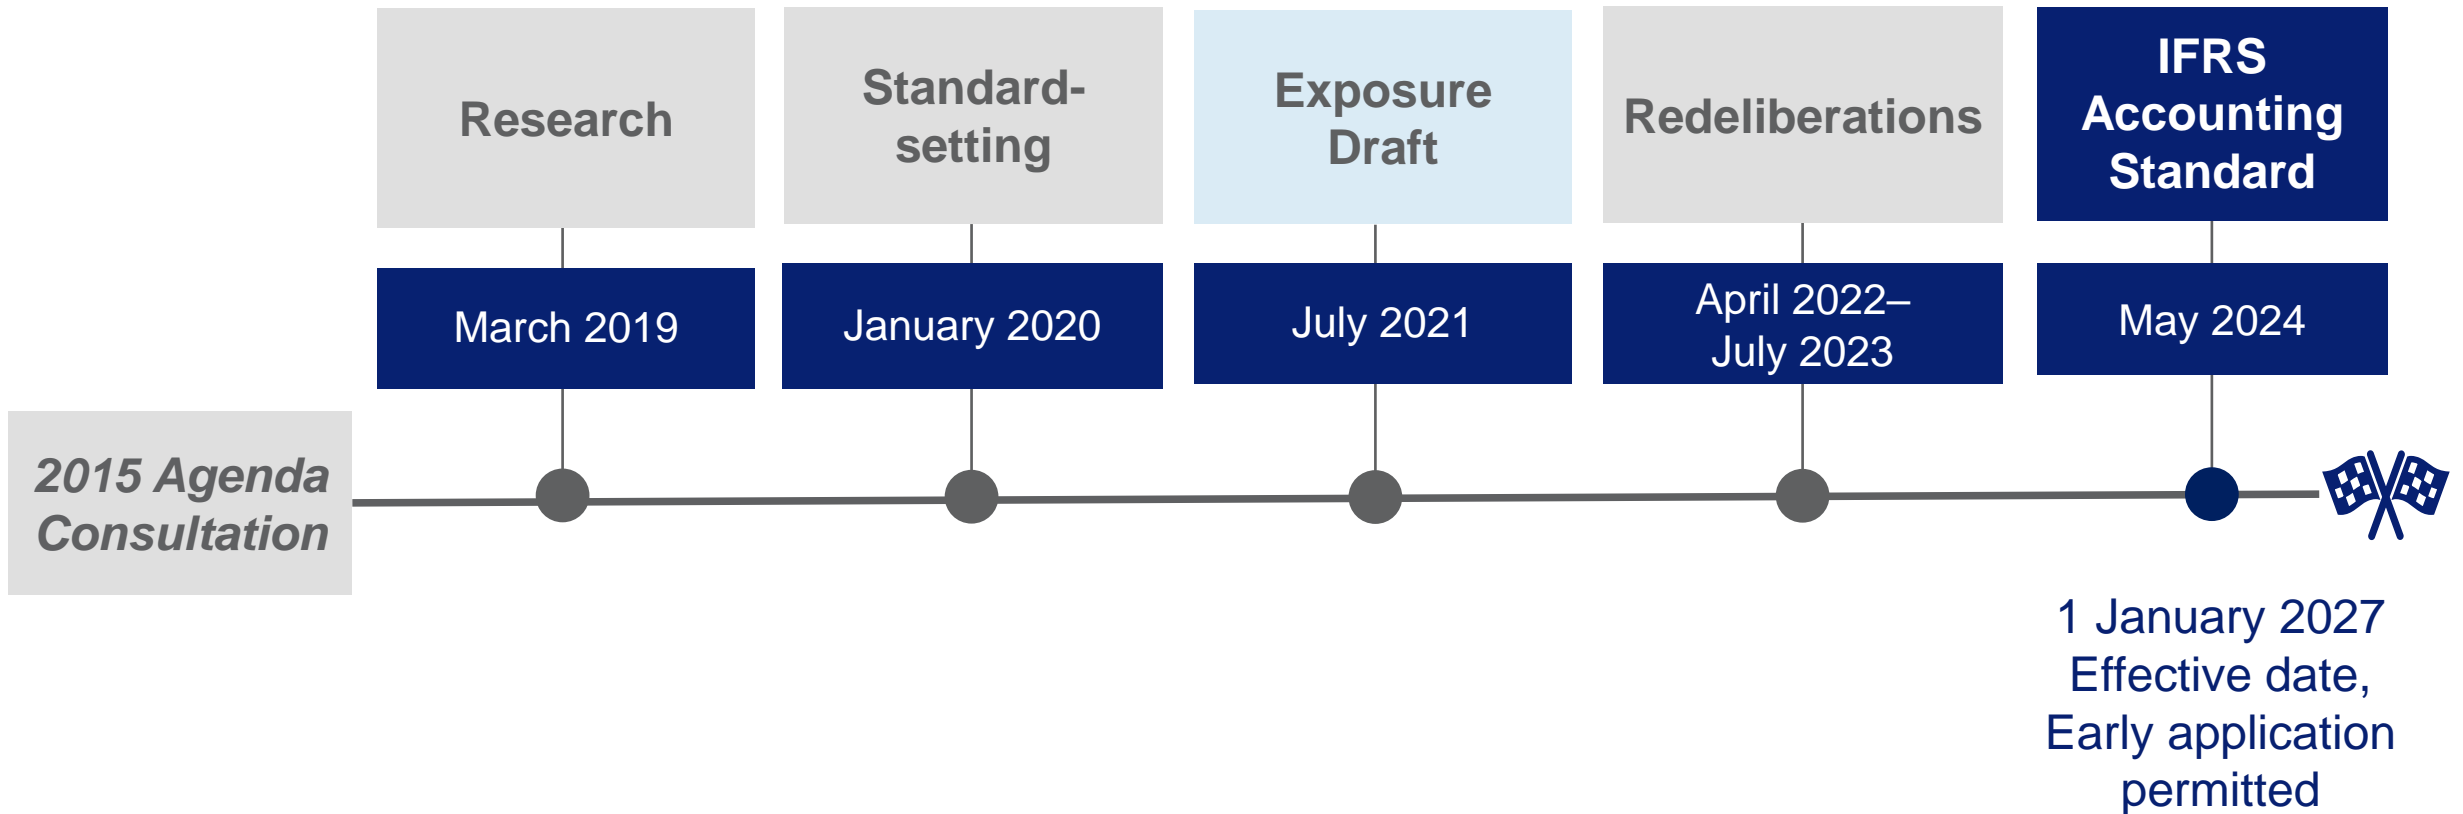 Research
Standard-
setting
Exposure
Draft
Redeliberations
IFRS
Accounting
Standard
March 2019
January 2020
July 2021
April 2022–
July 2023
May 2024
2015 Agenda
Consultation
1 January 2027
Effective date,
Early application
permitted